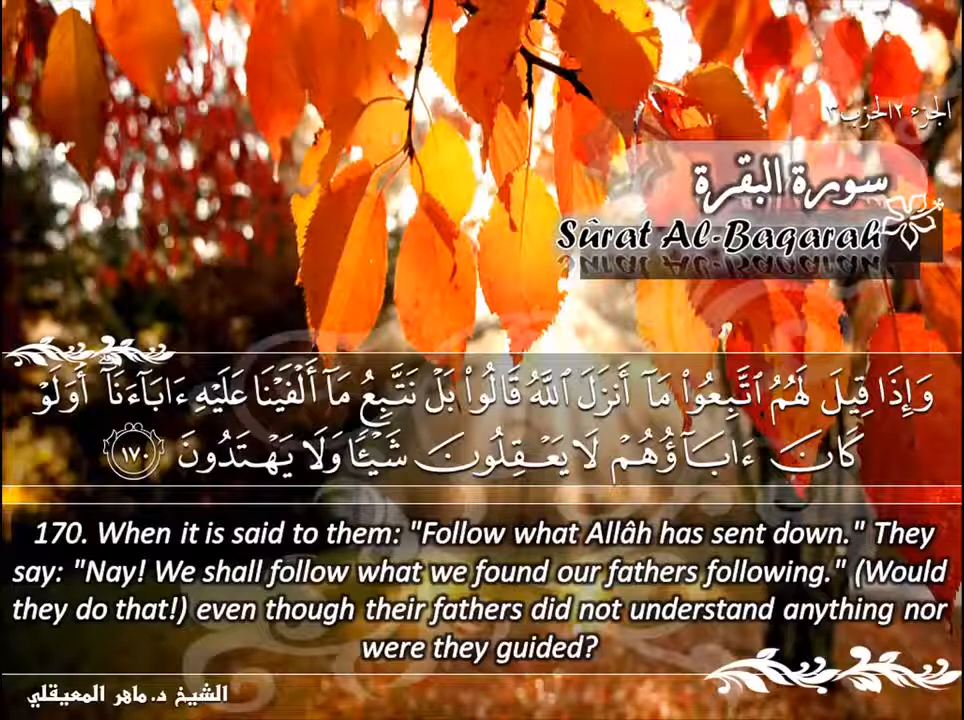 الجزء ٢ الحزب ٣
سورة البقرة
Sûrat Al-Baqarah
وَإِذَا قِيلَ لَهُمُ ٱتَّبِعُوا۟ مَآ أَنزَلَ ٱللَّهُ قَالُوا۟ بَلْ نَتَّبِعُ مَآ أَلْفَيْنَا عَلَيْهِ ءَابَآءَنَآ ۗ أَوَلَوْ
كَانَ ءَابَآؤُهُمْ لَا يَعْقِلُونَ شَيْـًٔا وَلَا يَهْتَدُونَ ١٧٠
170. When it is said to them: "Follow what Allâh has sent down." They
say: "Nay! We shall follow what we found our fathers following." (Would
they do that!) even though their fathers did not understand anything nor
were they guided?
الشيخ د. ماهر المعيقلي